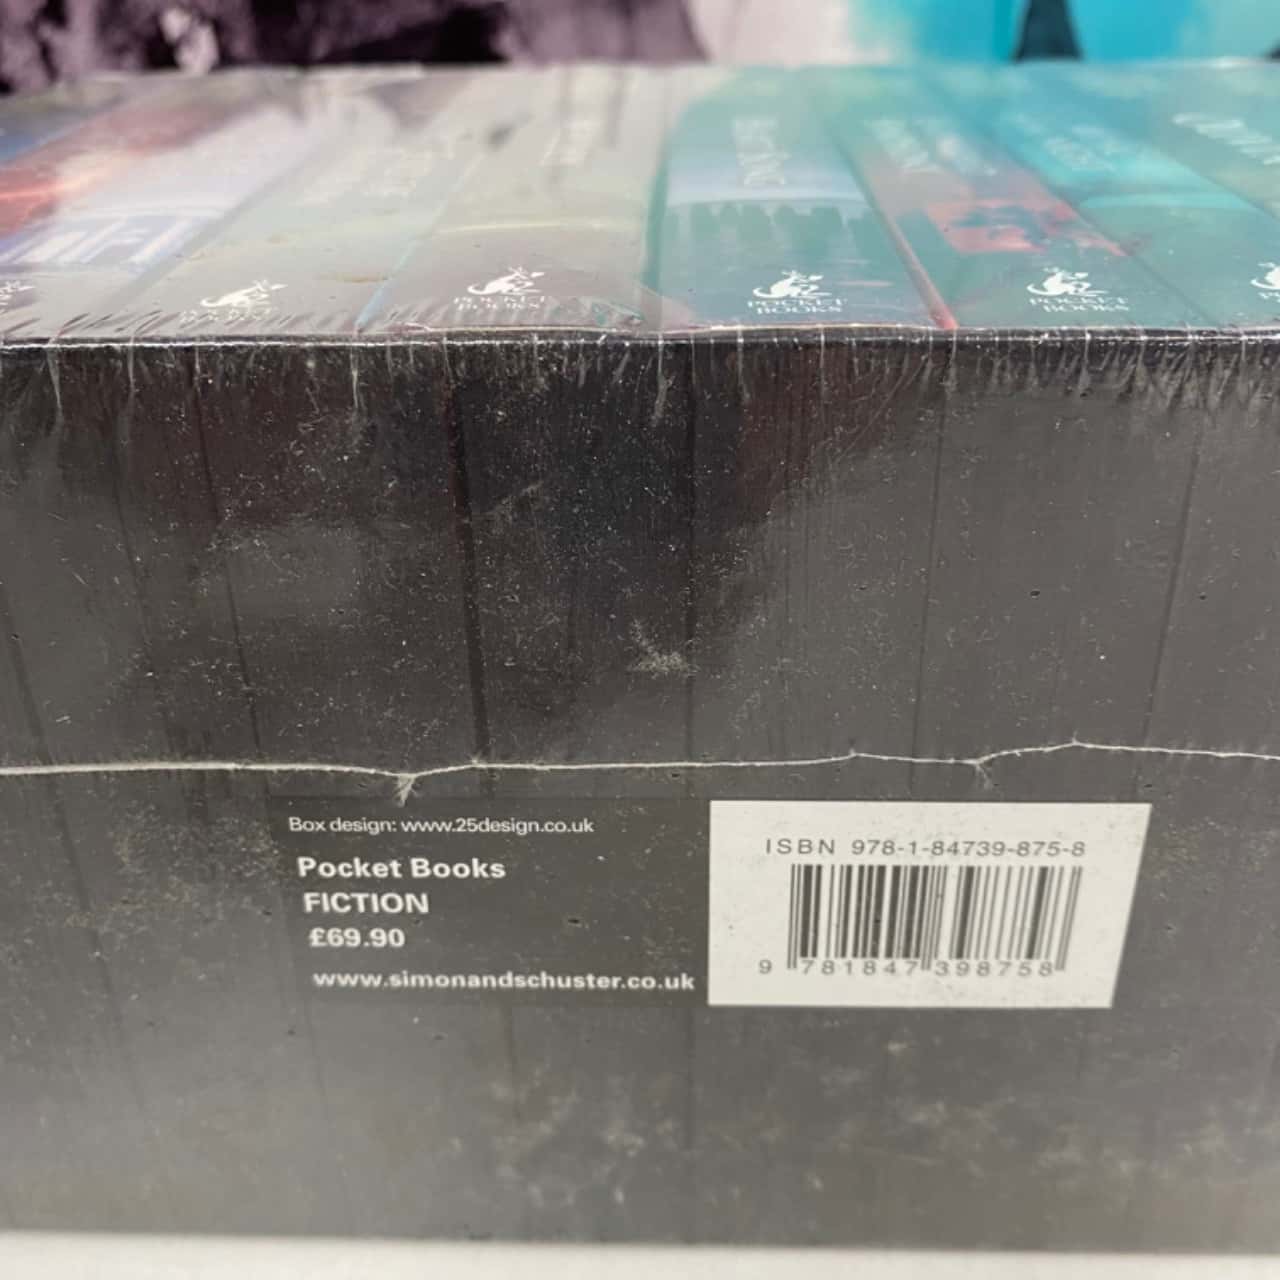 POCKET BOOKS
POCKET BOOKS
POCKET BOOKS
POCKET BOOKS
Box design: www.25design.co.uk
Pocket Books
FICTION
£69.90
www.simonandschuster.co.uk
ISBN 978-1-84739-875-8
9 781847 398758